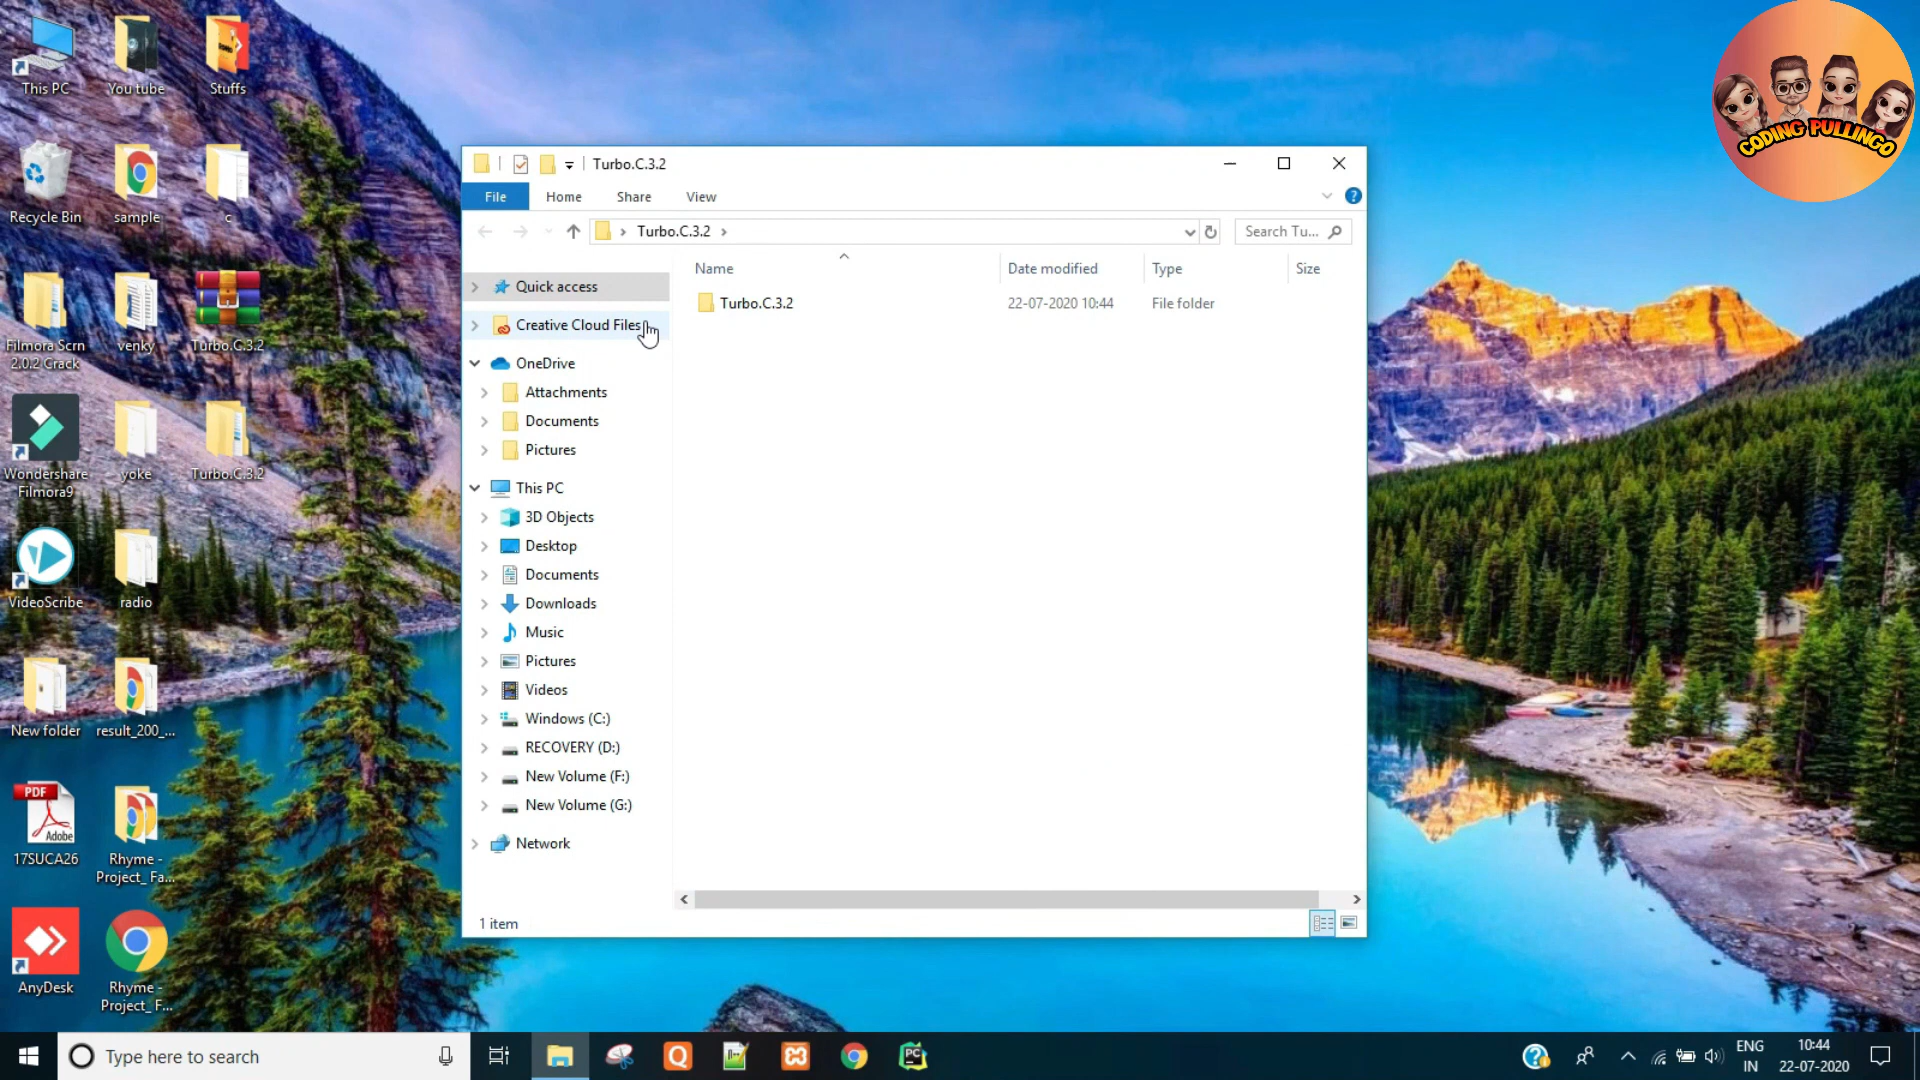 This PC
You tube
Stuffs
Recycle Bin
sample
c
Filmora Scrn
2.0.2 Crack
venky
Turbo.C.3.2
Wondershare
Filmora9
yoke
Turbo.C.3.2
VideoScribe
radio
New folder
result_200_...
PDF
Adobe
17SUCA26
Rhyme -
Project_ Fa...
AnyDesk
Rhyme -
Project_ F...
CODING PULLINGO
Turbo.C.3.2
File
Home
Share
View
Turbo.C.3.2
Search Tu...
Name
Date modified
Type
Size
Turbo.C.3.2
22-07-2020 10:44
File folder
Quick access
Creative Cloud Files
OneDrive
Attachments
Documents
Pictures
This PC
3D Objects
Desktop
Documents
Downloads
Music
Pictures
Videos
Windows (C:)
RECOVERY (D:)
New Volume (F:)
New Volume (G:)
Network
1 item
Type here to search
ENG
IN
10:44
22-07-2020